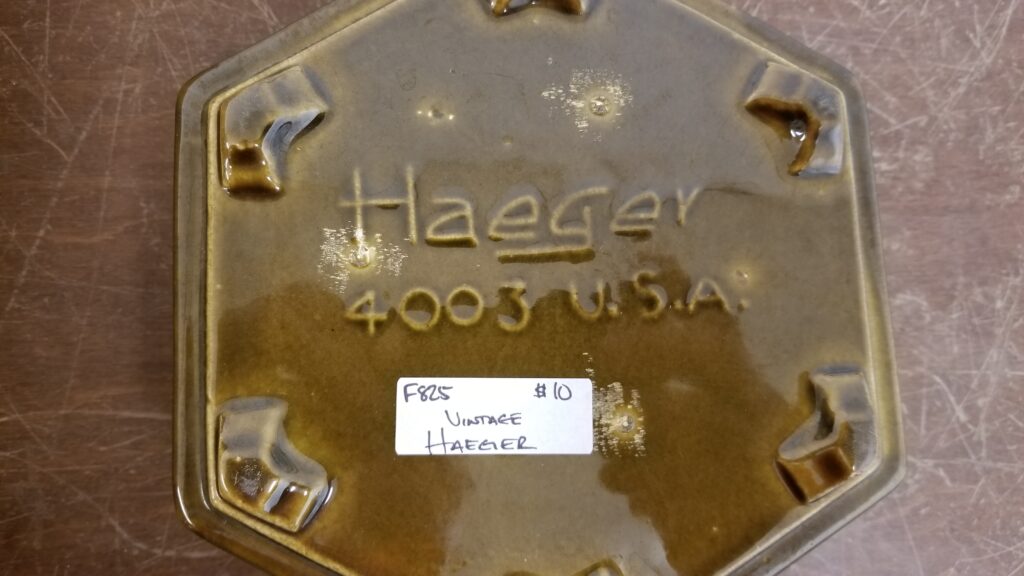 Haeger
4003 U.S.A.
F825 $10
VINTAGE
HAEGER